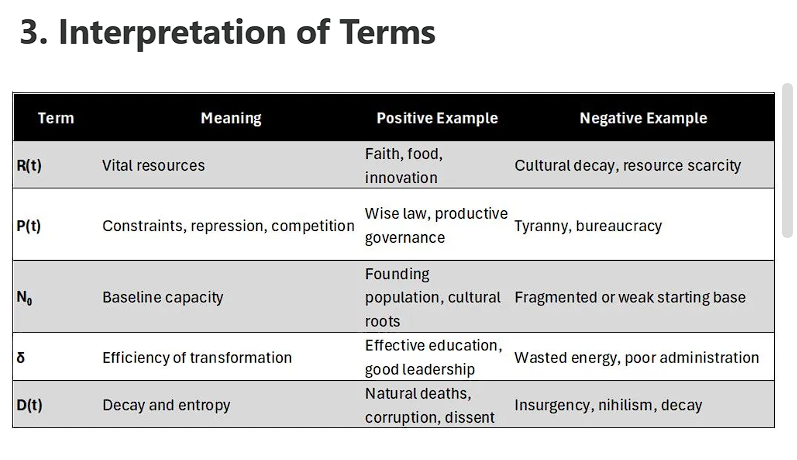 3. Interpretation of Terms
Term Meaning Positive Example Negative Example
R(t) Vital resources Faith, food, innovation Cultural decay, resource scarcity
P(t) Constraints, repression, competition Wise law, productive governance Tyranny, bureaucracy
N₀ Baseline capacity Founding population, cultural roots Fragmented or weak starting base
δ Efficiency of transformation Effective education, good leadership Wasted energy, poor administration
D(t) Decay and entropy Natural deaths, corruption, dissent Insurgency, nihilism, decay